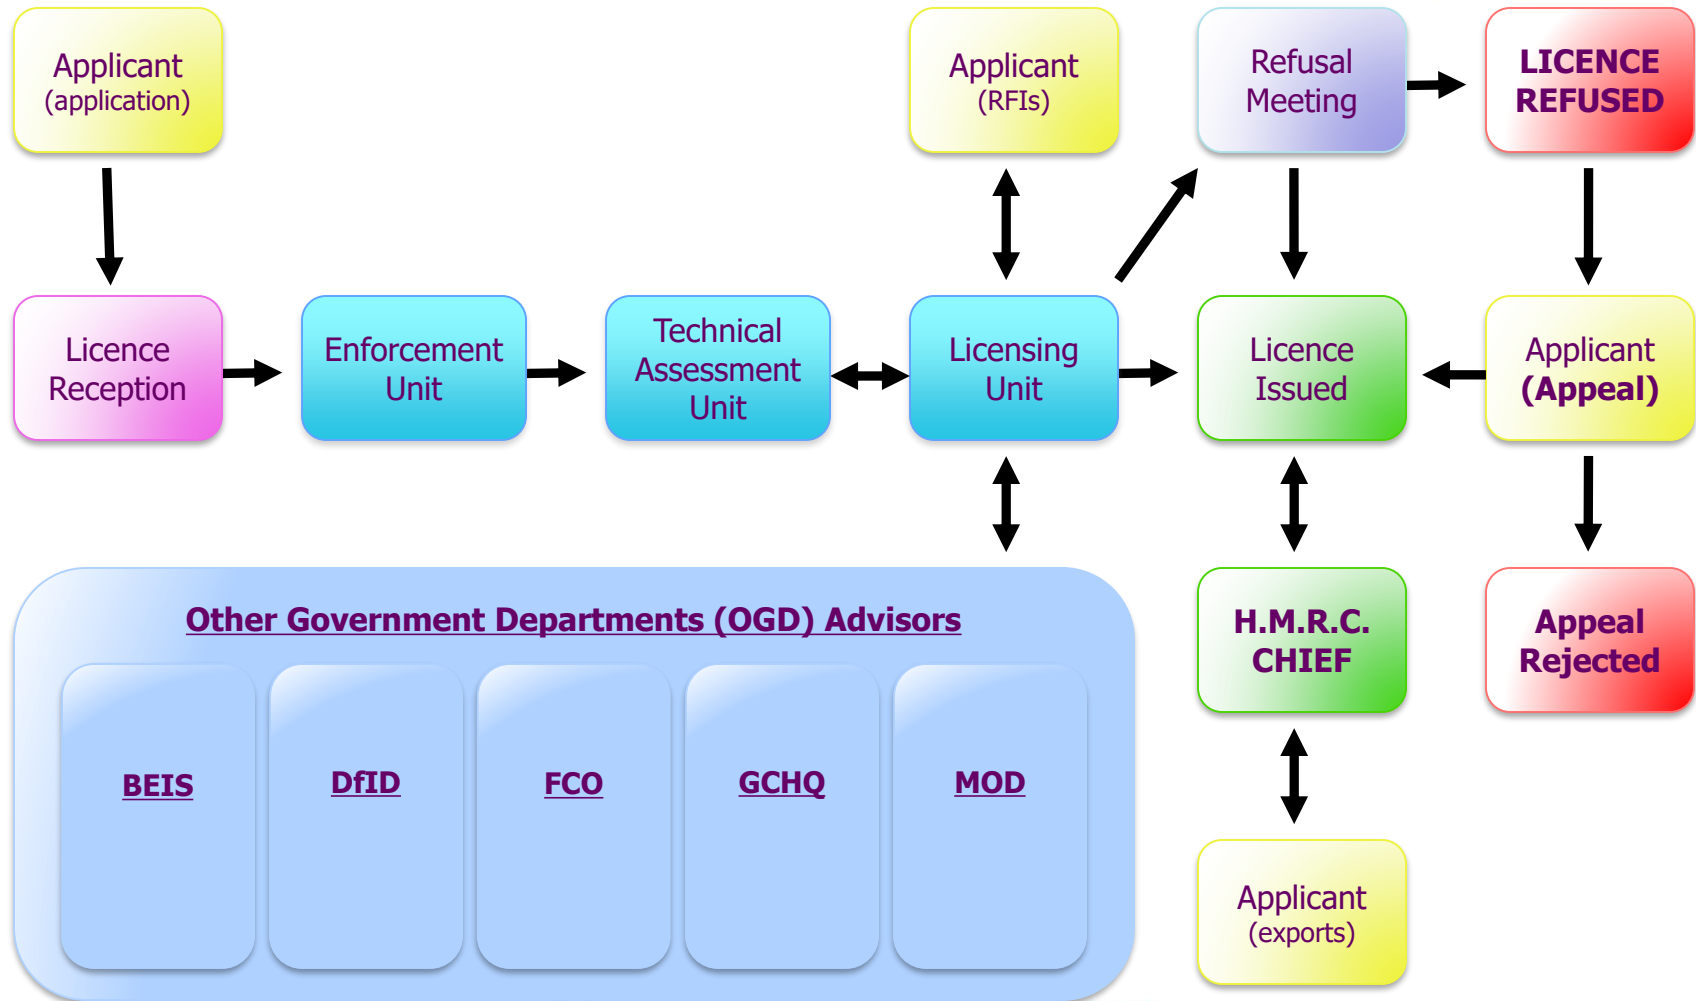 Applicant
(application)
Applicant
(RFIs)
Refusal
Meeting
LICENCE
REFUSED
Licence
Reception
Enforcement
Unit
Technical
Assessment
Unit
Licensing
Unit
Licence
Issued
Applicant
(Appeal)
Other Government Departments (OGD) Advisors
BEIS
DfID
FCO
GCHQ
MOD
H.M.R.C.
CHIEF
Appeal
Rejected
Applicant
(exports)